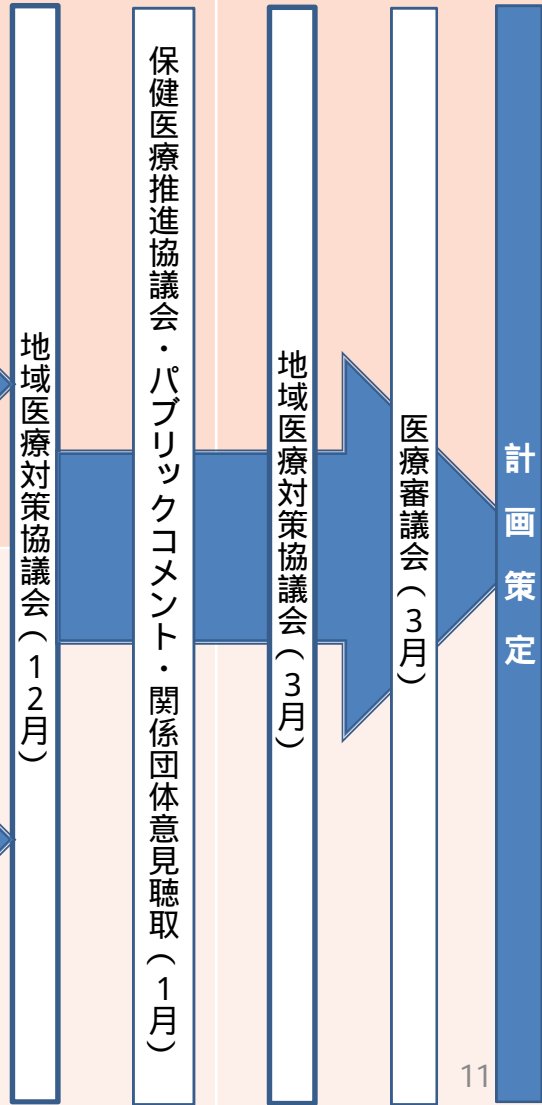 地域医療対策協議会(12月)
保健医療推進協議会・パブリックコメント・関係団体意見聴取(1月)
地域医療対策協議会(3月)
医療審議会(3月)
計画策定
11